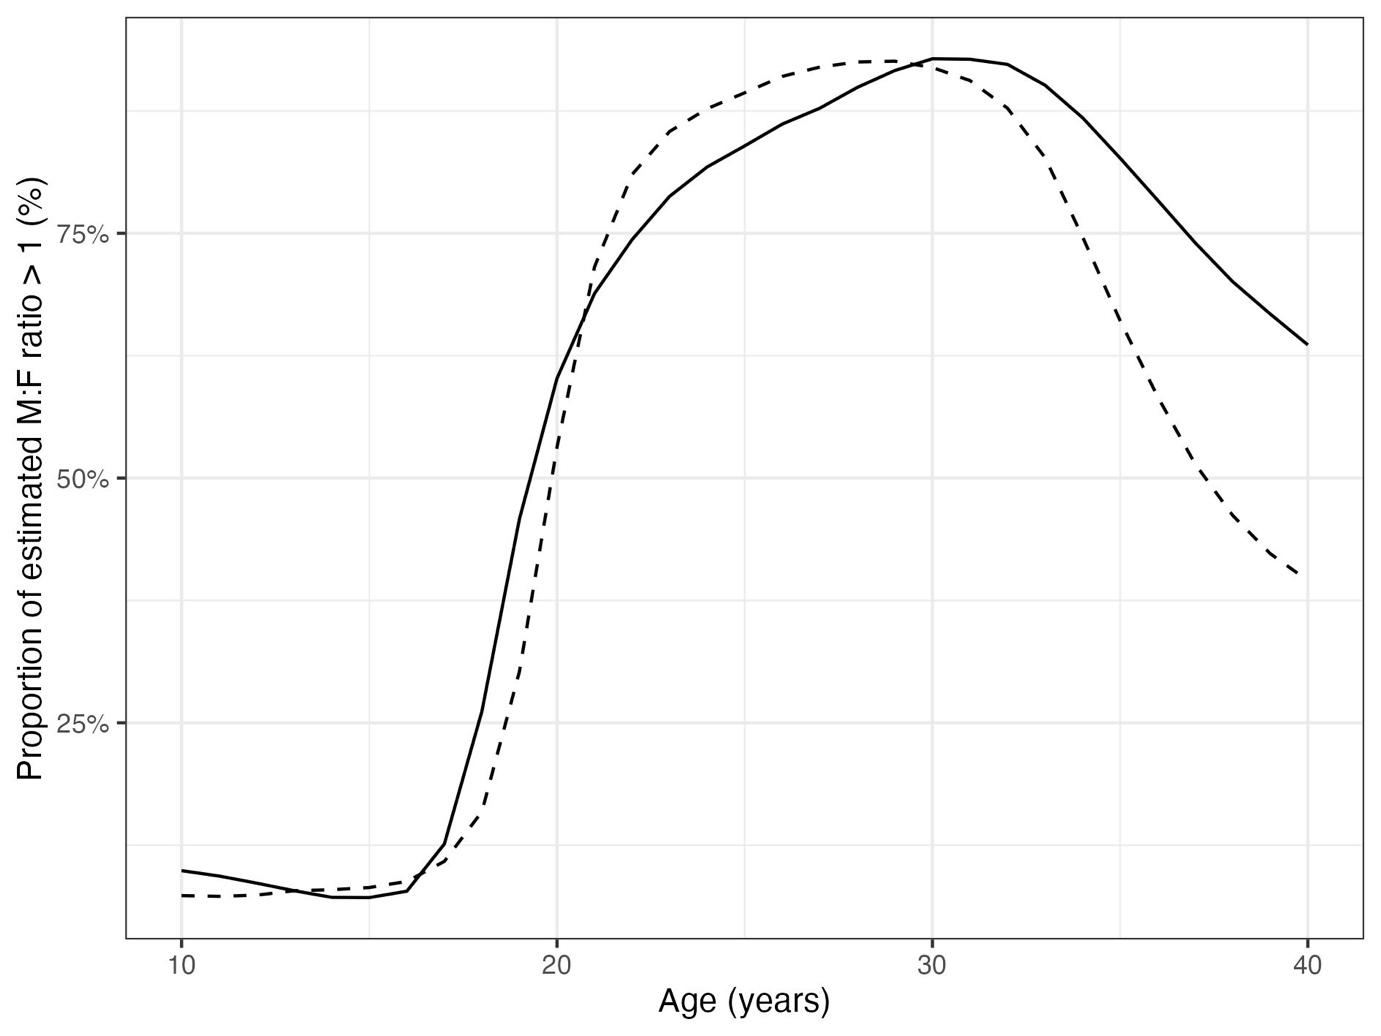 Proportion of estimated M:F ratio > 1 (%)
75%
50%
25%
10 20 30 40
Age (years)